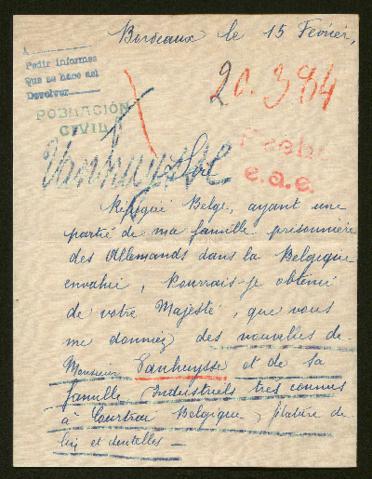 Bordeaux le 15 Février,
A
Pedir informes
Que se hace así
Devolver
POBLACIÓN
CIVIL
20.384
Vanhuysse
Sire
e.a.e.
Réfugié Belge, ayant une
partie de ma famille prisonnière
des Allemands dans la Belgique
envahie, Pourrais-je obtenir
de votre Majesté, que vous
me donniez des nouvelles de
Monsieur Vanhuysse et de sa
famille industriels très connus
à Courtrai Belgique, filature de
lin et dentelles